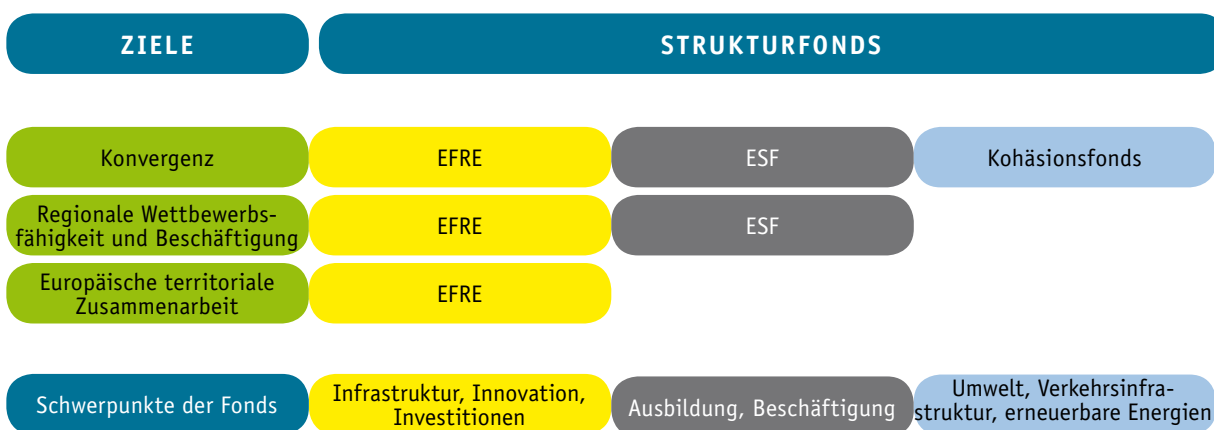 ZIELE
STRUKTURFONDS
Konvergenz
EFRE
ESF
Kohäsionsfonds
Regionale Wettbewerbs-
fähigkeit und Beschäftigung
EFRE
ESF
Europäische territoriale
Zusammenarbeit
EFRE
Schwerpunkte der Fonds
Infrastruktur, Innovation,
Investitionen
Ausbildung, Beschäftigung
Umwelt, Verkehrsinfra-
struktur, erneuerbare Energien